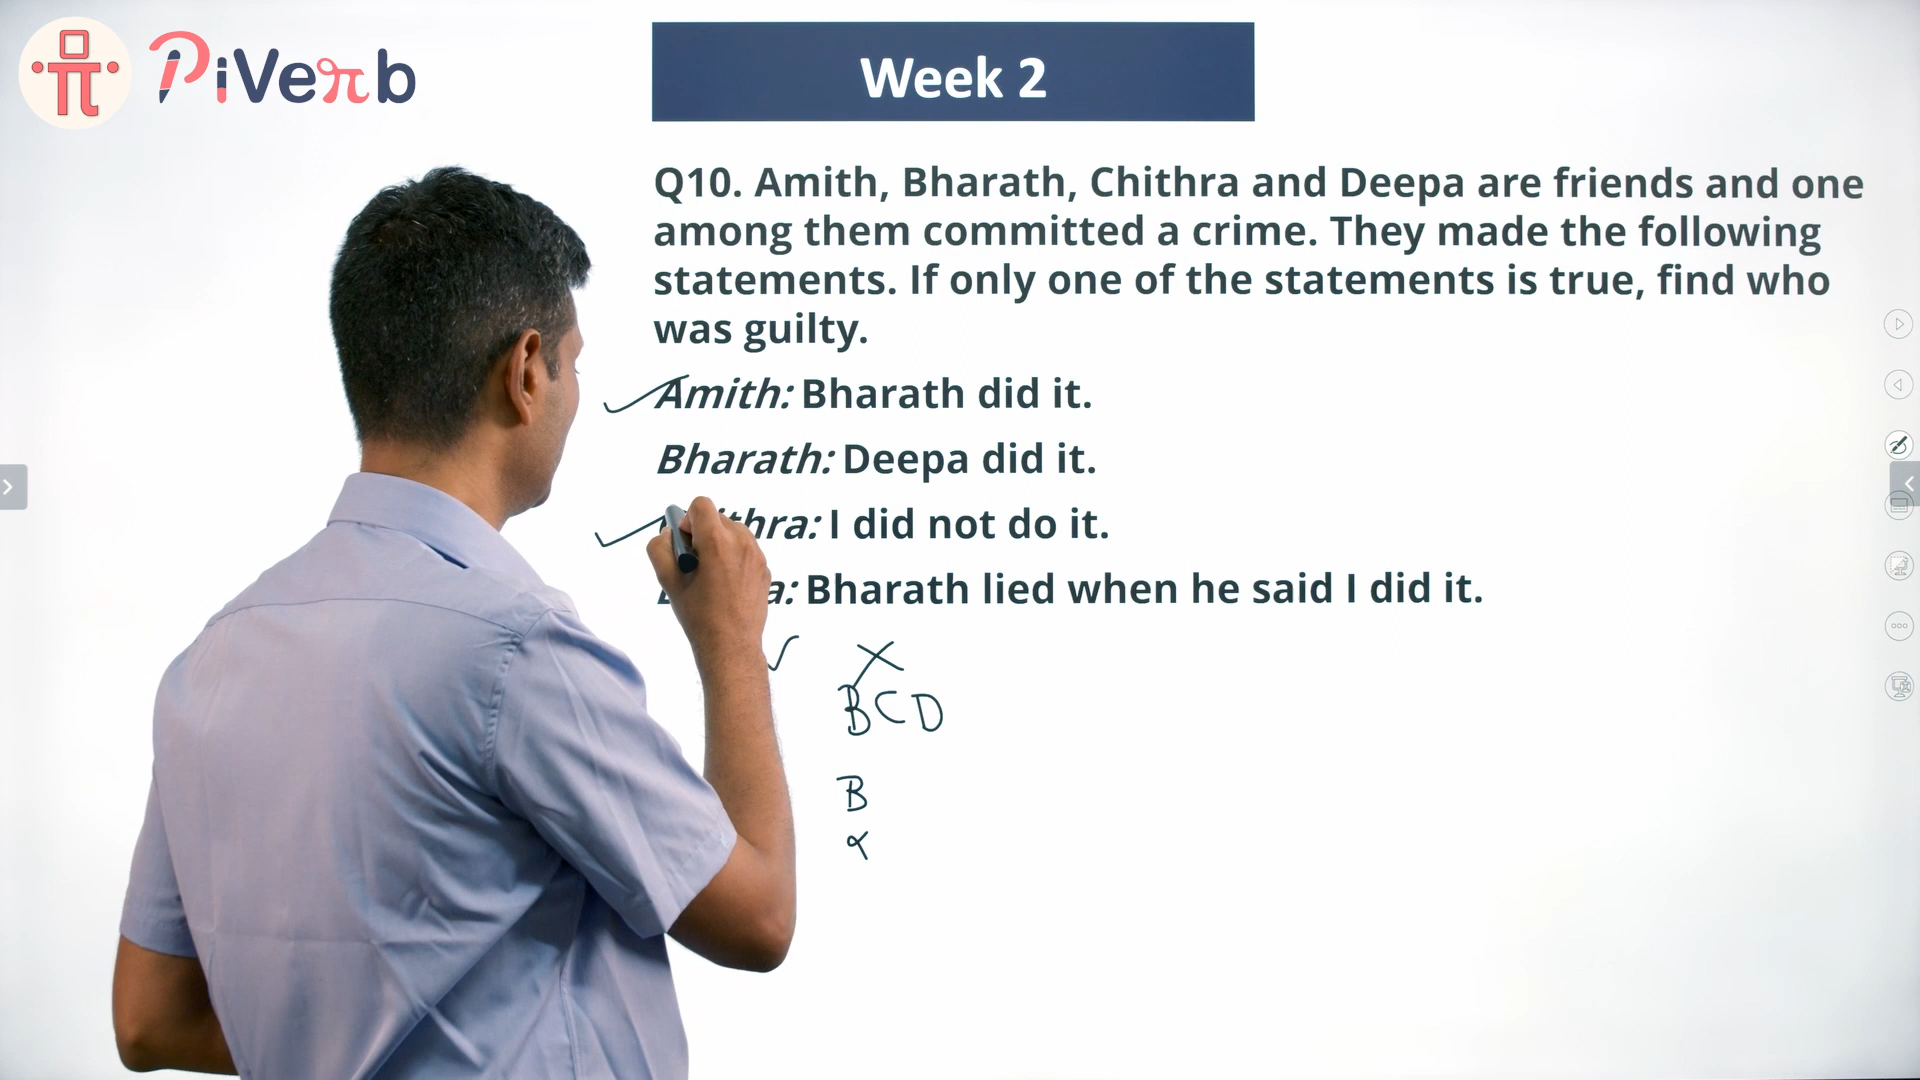 PiVerb
Week 2
Q10. Amith, Bharath, Chithra and Deepa are friends and one
among them committed a crime. They made the following
statements. If only one of the statements is true, find who
was guilty.
Amith: Bharath did it.
Bharath: Deepa did it.
I did not do it.
Bharath lied when he said I did it.
B C D
B